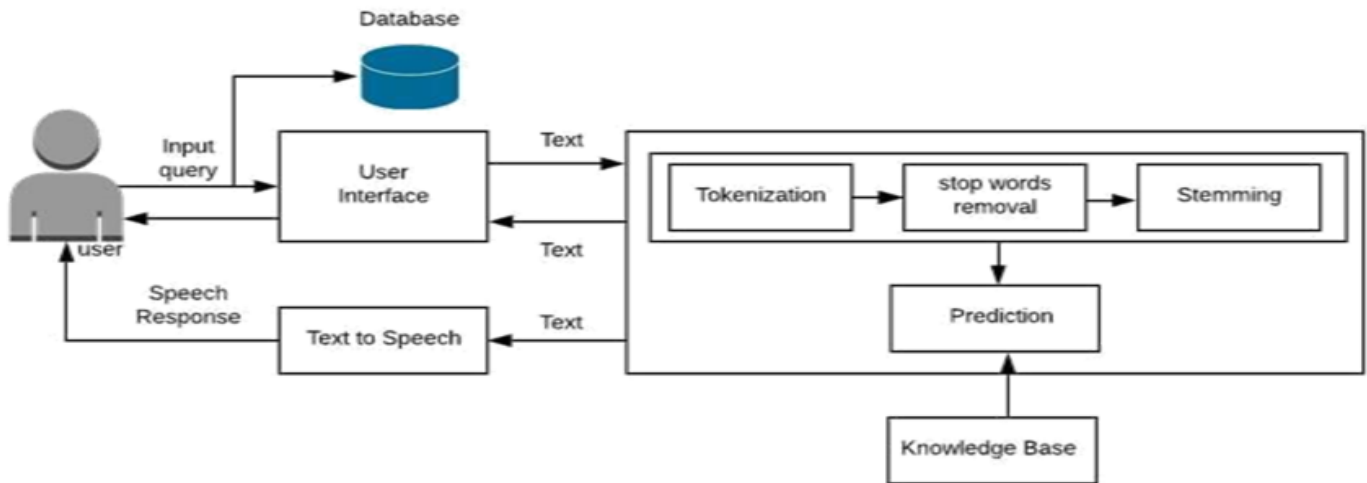 Database
Input
query
User
Interface
Text
Tokenization
stop words
removal
Stemming
user
Text
Speech
Response
Text to Speech
Text
Prediction
Knowledge Base